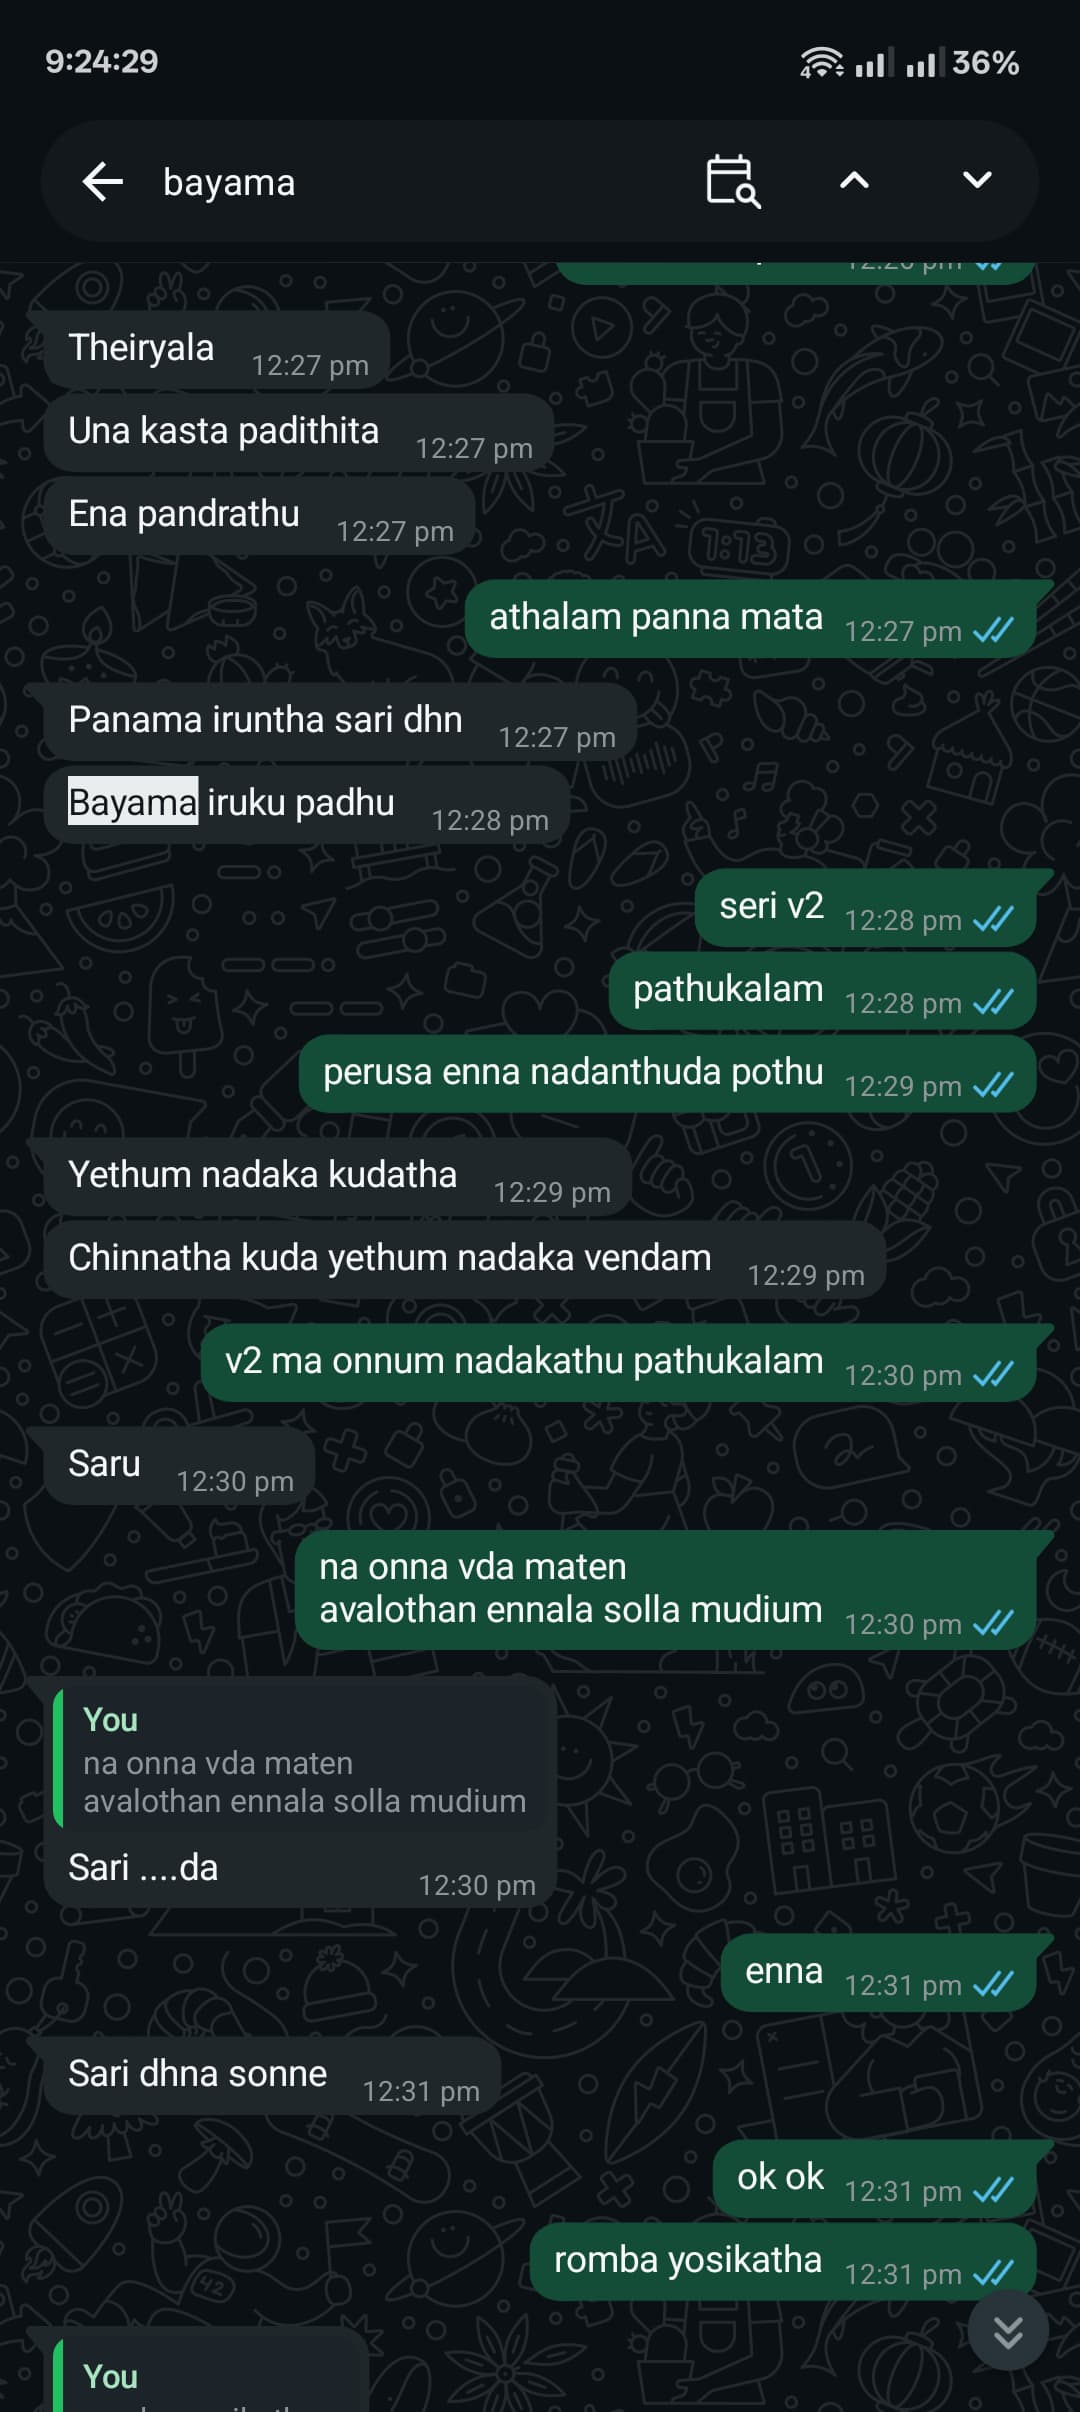 9:24:29
4
36%
bayama
Theiryala 12:27 pm
Una kasta padithita 12:27 pm
Ena pandrathu 12:27 pm
athalam panna mata 12:27 pm
Panama iruntha sari dhn 12:27 pm
Bayama iruku padhu 12:28 pm
seri v2 12:28 pm
pathukalam 12:28 pm
perusa enna nadanthuda pothu 12:29 pm
Yethum nadaka kudatha 12:29 pm
Chinnatha kuda yethum nadaka vendam 12:29 pm
v2 ma onnum nadakathu pathukalam 12:30 pm
Saru 12:30 pm
na onna vda maten
avalothan ennala solla mudium 12:30 pm
You
na onna vda maten
avalothan ennala solla mudium
Sari ....da 12:30 pm
enna 12:31 pm
Sari dhna sonne 12:31 pm
ok ok 12:31 pm
romba yosikatha 12:31 pm
You